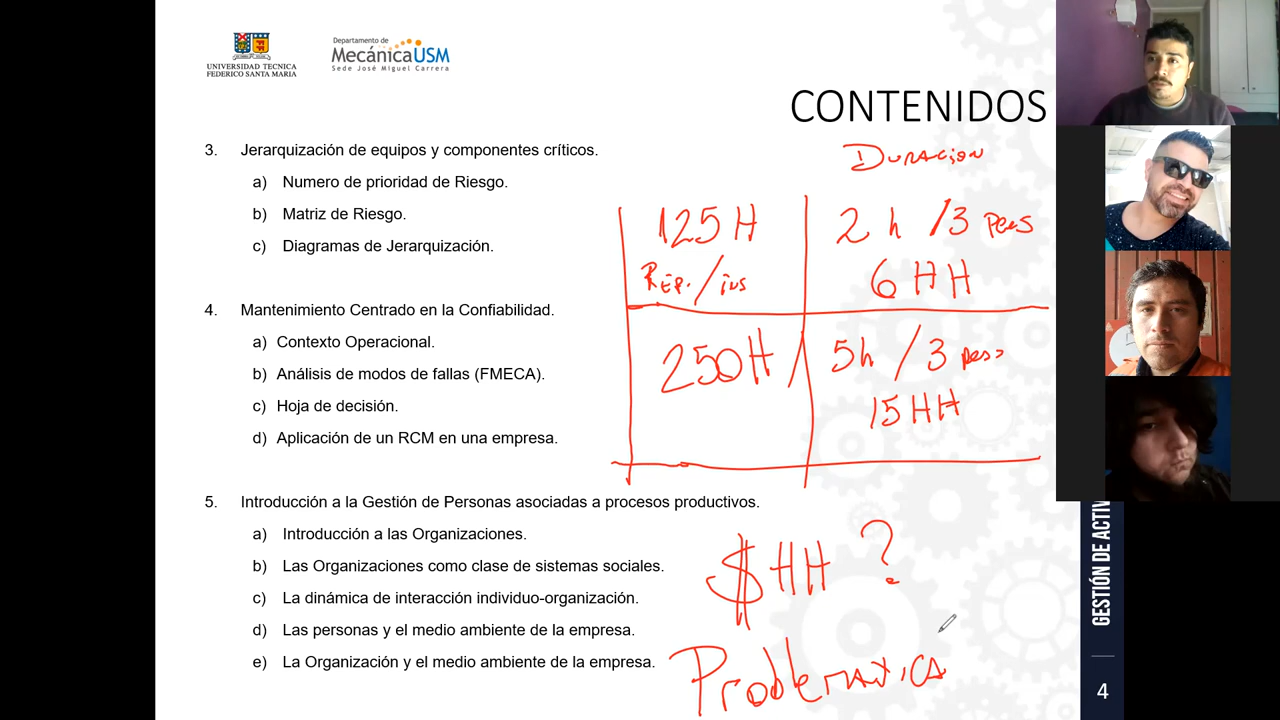 UNIVERSIDAD TECNICA
FEDERICO SANTA MARIA
Departamento de
MecánicaUSM
Sede José Miguel Carrera
CONTENIDOS
3. Jerarquización de equipos y componentes críticos.
a) Numero de prioridad de Riesgo.
b) Matriz de Riesgo.
c) Diagramas de Jerarquización.
4. Mantenimiento Centrado en la Confiabilidad.
a) Contexto Operacional.
b) Análisis de modos de fallas (FMECA).
c) Hoja de decisión.
d) Aplicación de un RCM en una empresa.
5. Introducción a la Gestión de Personas asociadas a procesos productivos.
a) Introducción a las Organizaciones.
b) Las Organizaciones como clase de sistemas sociales.
c) La dinámica de interacción individuo-organización.
d) Las personas y el medio ambiente de la empresa.
e) La Organización y el medio ambiente de la empresa.
DURACION
125 H
2 h / 3 PERS
REP. / INS
6 HH
250 H /
5h / 3 pers
15 HH
$ HH ?
PROBLEMATICA
GESTIÓN DE ACTIV
4